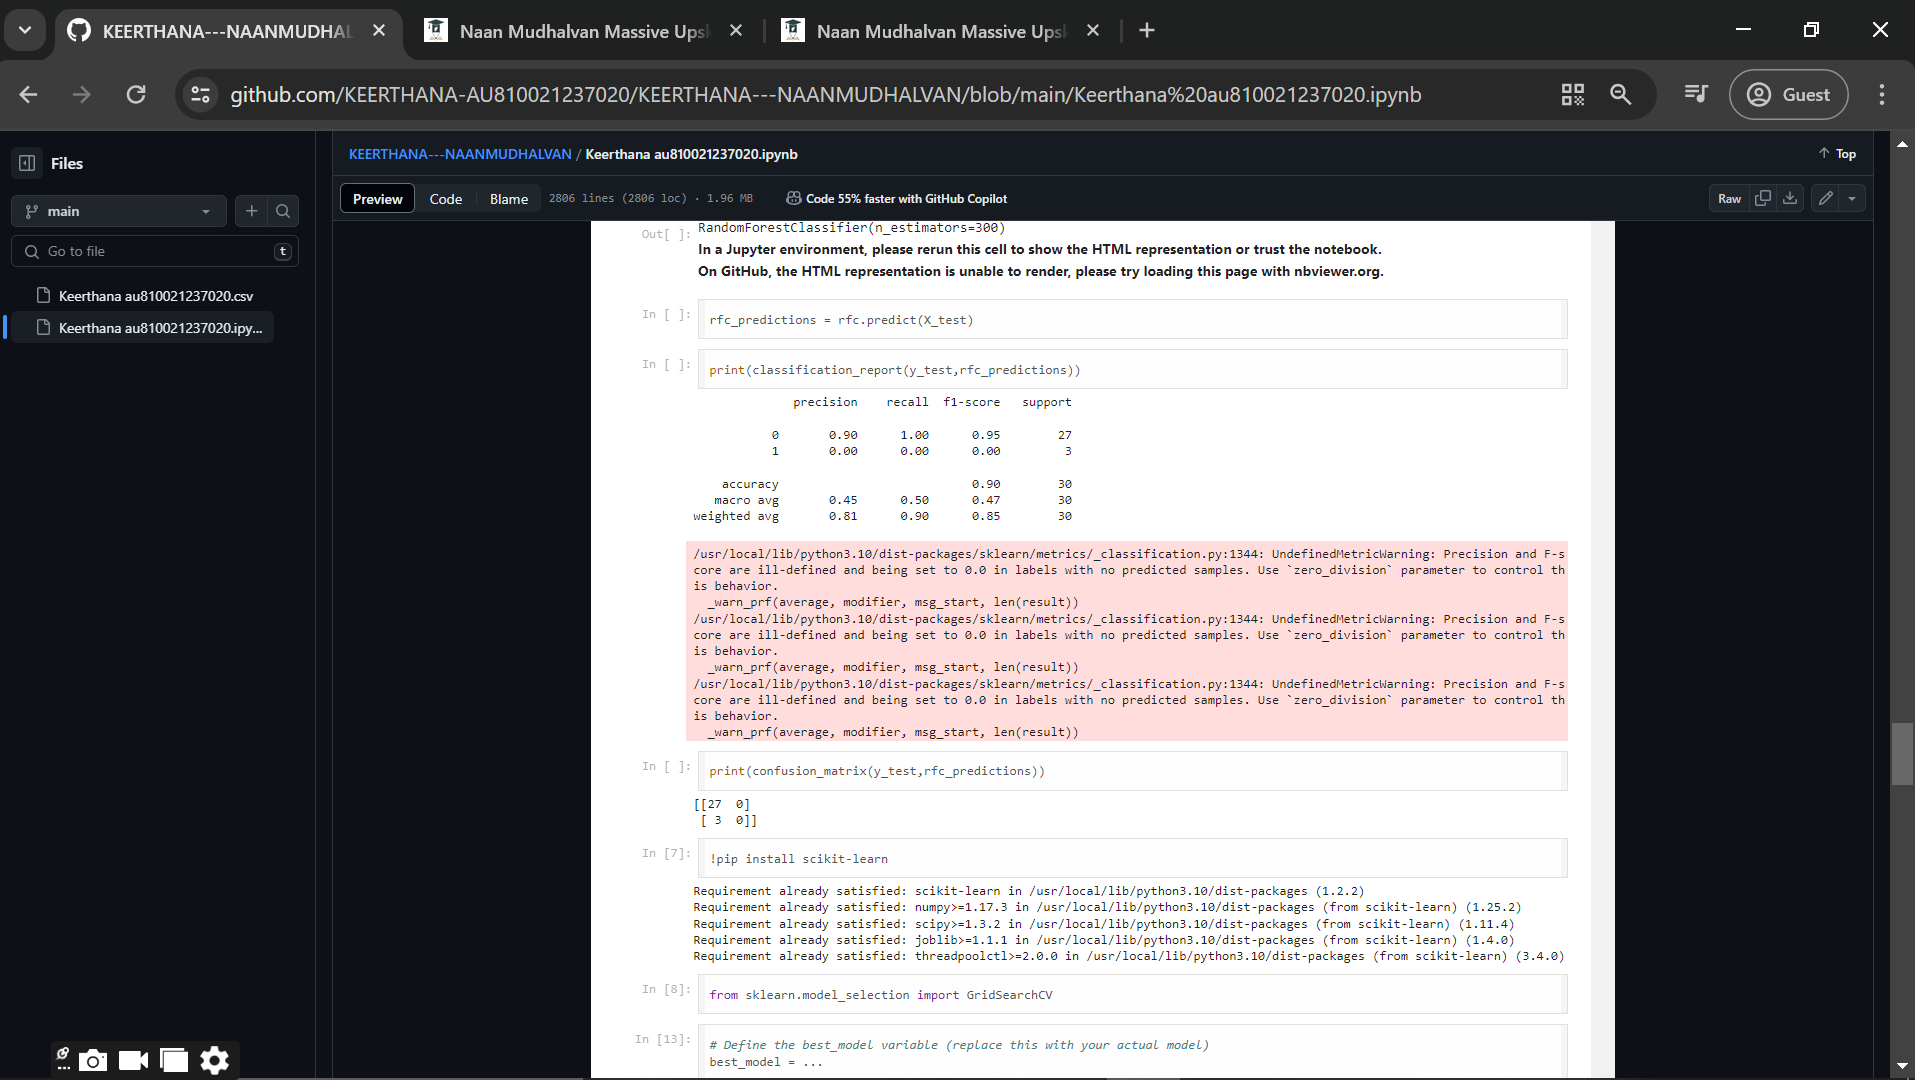 KEERTHANA---NAANMUDHAL
Naan Mudhalvan Massive Ups
Naan Mudhalvan Massive Ups
github.com/KEERTHANA-AU810021237020/KEERTHANA---NAANMUDHALVAN/blob/main/Keerthana%20au810021237020.ipynb
Guest
Files
KEERTHANA---NAANMUDHALVAN / Keerthana au810021237020.ipynb
Top
main
Preview Code Blame 2806 lines (2806 loc) · 1.96 MB Code 55% faster with GitHub Copilot
Raw
Go to file t
Keerthana au810021237020.csv
Keerthana au810021237020.ipy...
Out[ ]: RandomForestClassifier(n_estimators=300)
In a Jupyter environment, please rerun this cell to show the HTML representation or trust the notebook.
On GitHub, the HTML representation is unable to render, please try loading this page with nbviewer.org.
In [ ]: rfc_predictions = rfc.predict(X_test)
In [ ]: print(classification_report(y_test,rfc_predictions))
precision recall f1-score support
0 0.90 1.00 0.95 27
1 0.00 0.00 0.00 3
accuracy 0.90 30
macro avg 0.45 0.50 0.47 30
weighted avg 0.81 0.90 0.85 30
/usr/local/lib/python3.10/dist-packages/sklearn/metrics/_classification.py:1344: UndefinedMetricWarning: Precision and F-s
core are ill-defined and being set to 0.0 in labels with no predicted samples. Use `zero_division` parameter to control th
is behavior.
_warn_prf(average, modifier, msg_start, len(result))
/usr/local/lib/python3.10/dist-packages/sklearn/metrics/_classification.py:1344: UndefinedMetricWarning: Precision and F-s
core are ill-defined and being set to 0.0 in labels with no predicted samples. Use `zero_division` parameter to control th
is behavior.
_warn_prf(average, modifier, msg_start, len(result))
/usr/local/lib/python3.10/dist-packages/sklearn/metrics/_classification.py:1344: UndefinedMetricWarning: Precision and F-s
core are ill-defined and being set to 0.0 in labels with no predicted samples. Use `zero_division` parameter to control th
is behavior.
_warn_prf(average, modifier, msg_start, len(result))
In [ ]: print(confusion_matrix(y_test,rfc_predictions))
[[27 0]
[ 3 0]]
In [7]: !pip install scikit-learn
Requirement already satisfied: scikit-learn in /usr/local/lib/python3.10/dist-packages (1.2.2)
Requirement already satisfied: numpy>=1.17.3 in /usr/local/lib/python3.10/dist-packages (from scikit-learn) (1.25.2)
Requirement already satisfied: scipy>=1.3.2 in /usr/local/lib/python3.10/dist-packages (from scikit-learn) (1.11.4)
Requirement already satisfied: joblib>=1.1.1 in /usr/local/lib/python3.10/dist-packages (from scikit-learn) (1.4.0)
Requirement already satisfied: threadpoolctl>=2.0.0 in /usr/local/lib/python3.10/dist-packages (from scikit-learn) (3.4.0)
In [8]: from sklearn.model_selection import GridSearchCV
In [13]: # Define the best_model variable (replace this with your actual model)
best_model = ...